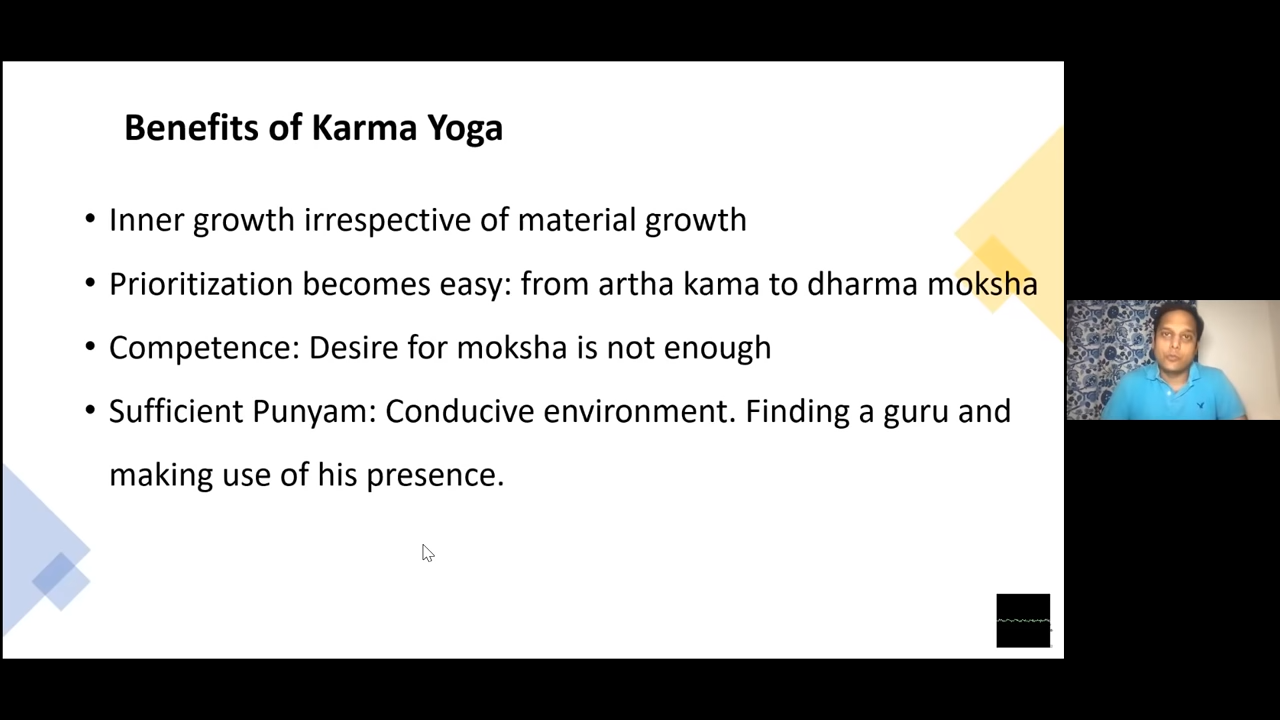 Benefits of Karma Yoga
• Inner growth irrespective of material growth
• Prioritization becomes easy: from artha kama to dharma moksha
• Competence: Desire for moksha is not enough
• Sufficient Punyam: Conducive environment. Finding a guru and
making use of his presence.